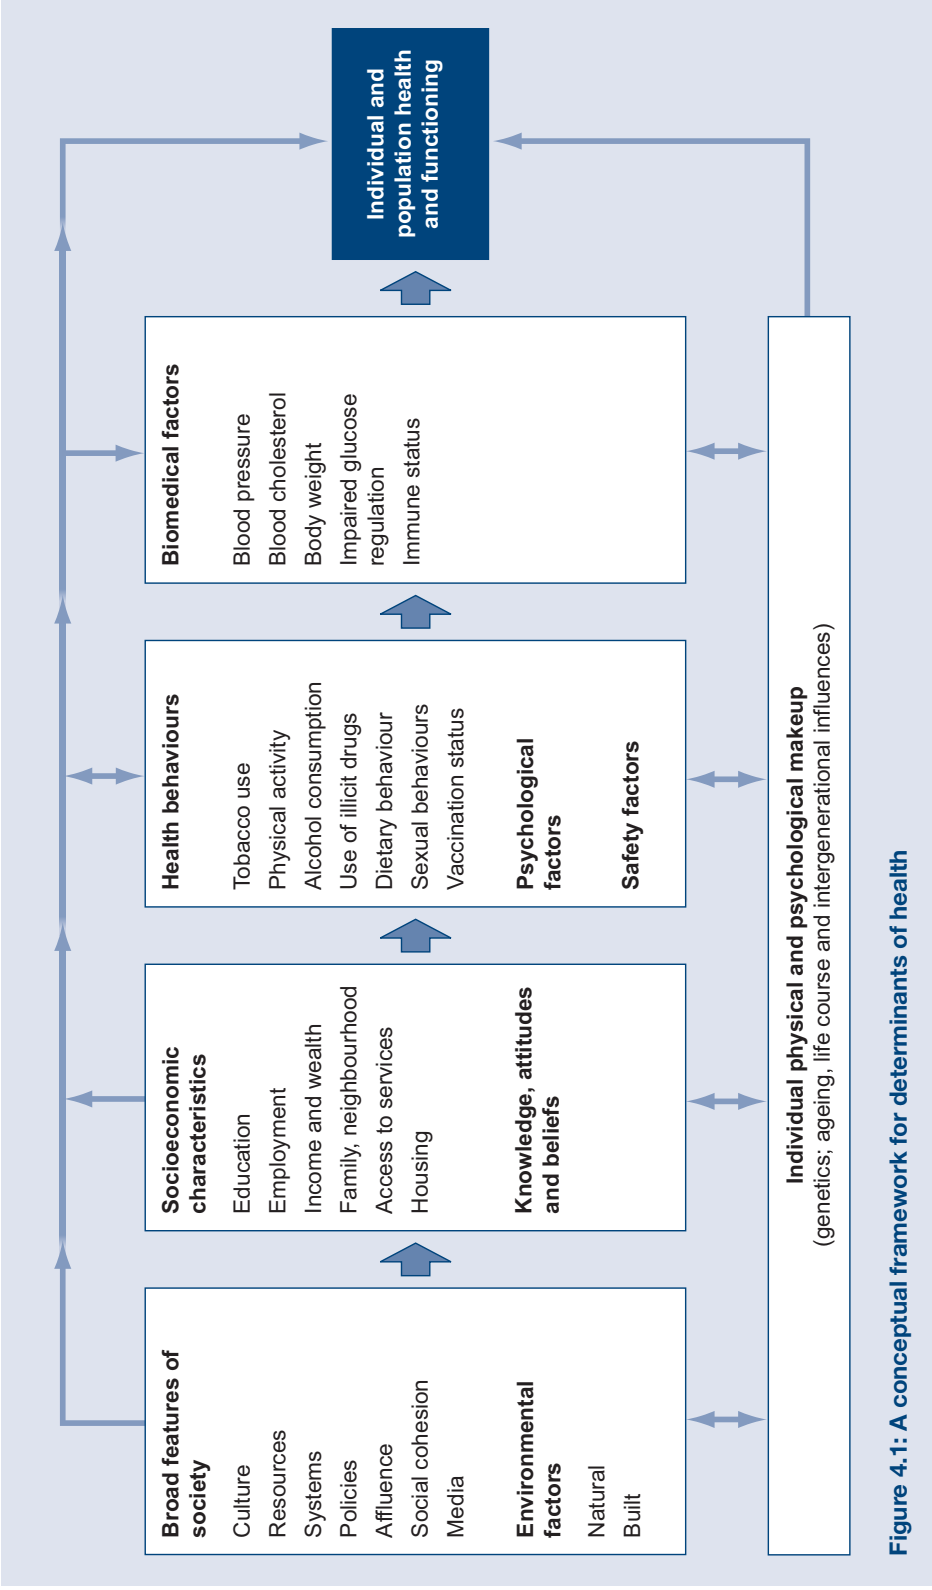 Broad features of
society
Culture
Resources
Systems
Policies
Affluence
Social cohesion
Media
Environmental
factors
Natural
Built
Socioeconomic
characteristics
Education
Employment
Income and wealth
Family, neighbourhood
Access to services
Housing
Knowledge, attitudes
and beliefs
Health behaviours
Tobacco use
Physical activity
Alcohol consumption
Use of illicit drugs
Dietary behaviour
Sexual behaviours
Vaccination status
Psychological
factors
Safety factors
Biomedical factors
Blood pressure
Blood cholesterol
Body weight
Impaired glucose
regulation
Immune status
Individual and
population health
and functioning
Individual physical and psychological makeup
(genetics; ageing, life course and intergenerational influences)
Figure 4.1: A conceptual framework for determinants of health